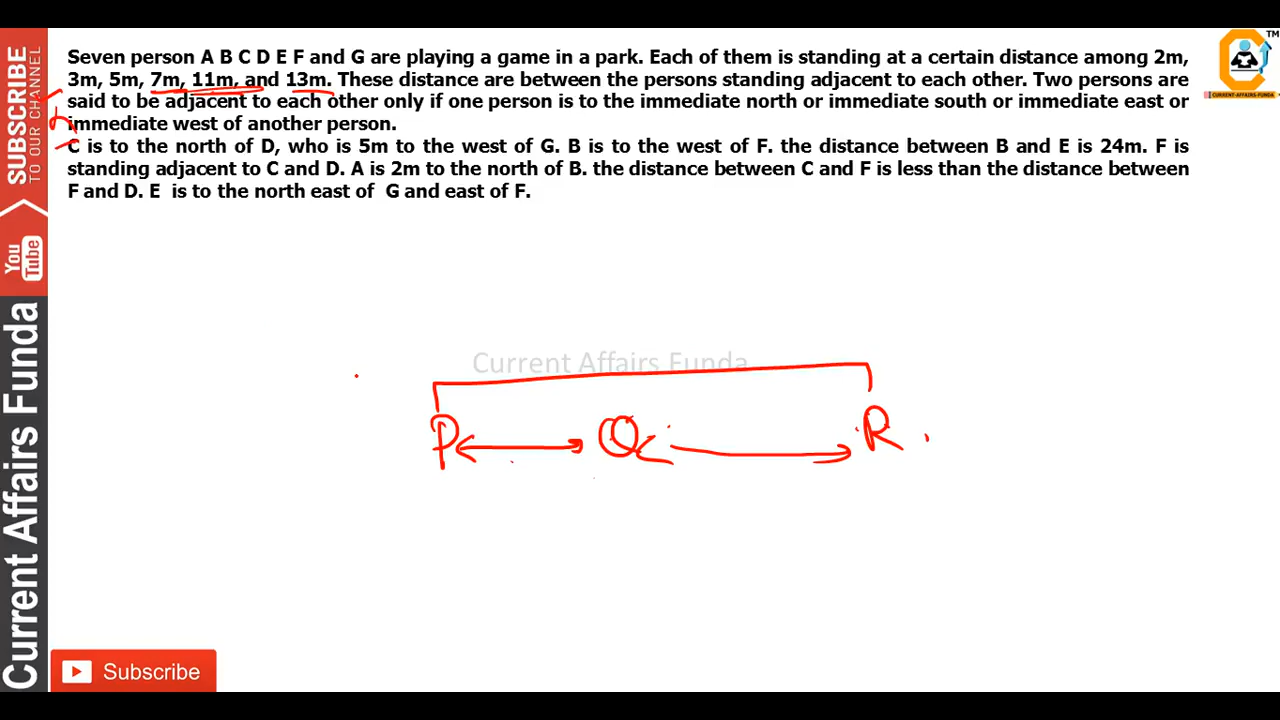 SUBSCRIBE
TO OUR CHANNEL
You
Tube
Current Affairs Funda
TM
CURRENT-AFFAIRS-FUNDA
Seven person A B C D E F and G are playing a game in a park. Each of them is standing at a certain distance among 2m,
3m, 5m, 7m, 11m, and 13m. These distance are between the persons standing adjacent to each other. Two persons are
said to be adjacent to each other only if one person is to the immediate north or immediate south or immediate east or
immediate west of another person.
C is to the north of D, who is 5m to the west of G. B is to the west of F. the distance between B and E is 24m. F is
standing adjacent to C and D. A is 2m to the north of B. the distance between C and F is less than the distance between
F and D. E is to the north east of G and east of F.
Current Affairs Funda
P Q R
Subscribe